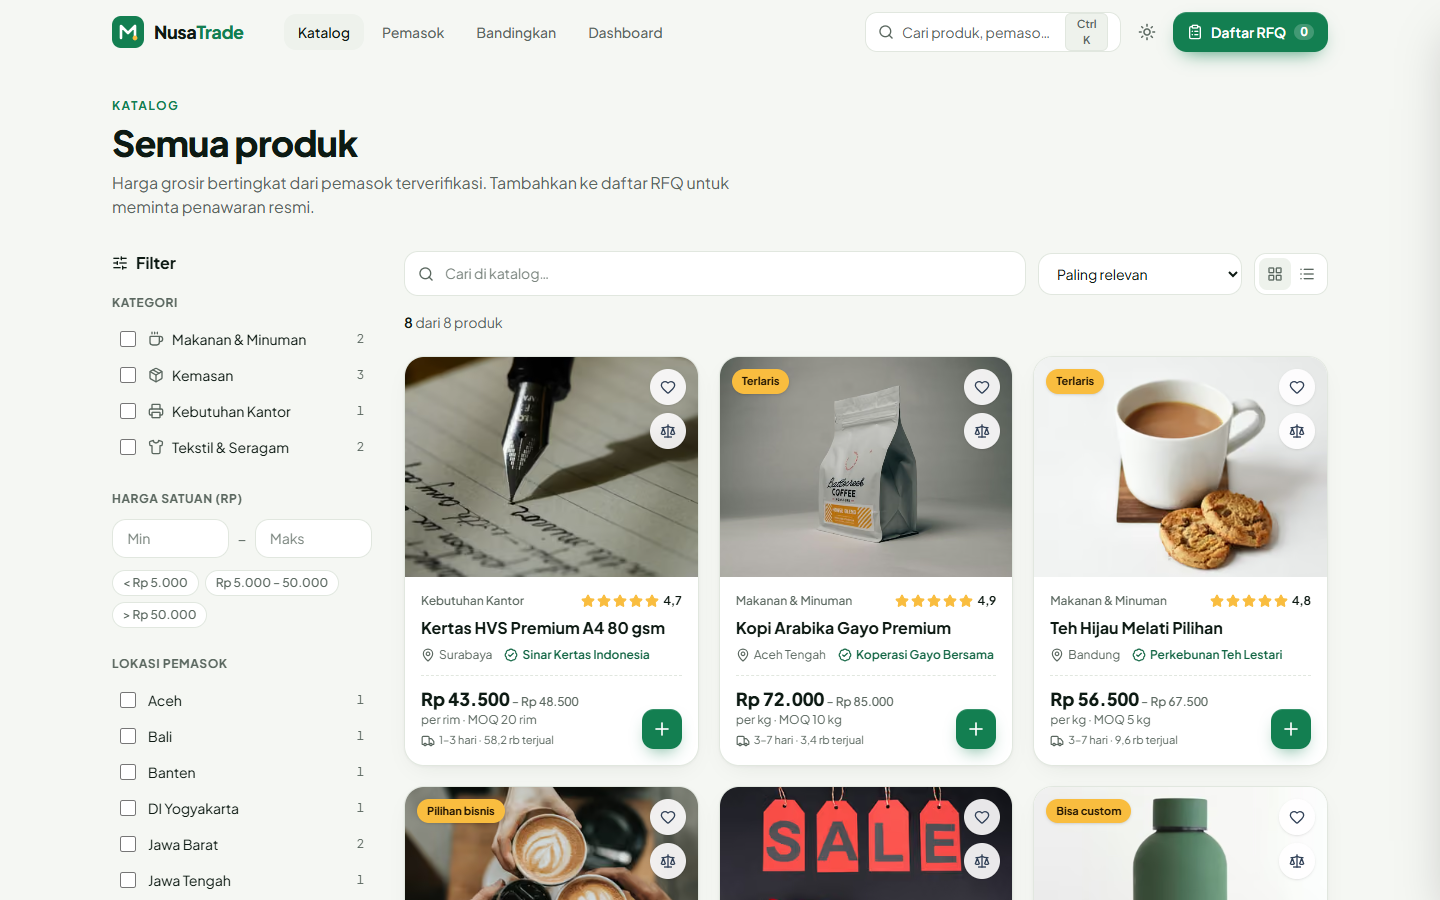 NusaTrade
Katalog
Pemasok
Bandingkan
Dashboard
Cari produk, pemaso...
Ctrl
K
Daftar RFQ 0
KATALOG
Semua produk
Harga grosir bertingkat dari pemasok terverifikasi. Tambahkan ke daftar RFQ untuk
meminta penawaran resmi.
Filter
KATEGORI
Makanan & Minuman 2
Kemasan 3
Kebutuhan Kantor 1
Tekstil & Seragam 2
HARGA SATUAN (RP)
Min – Maks
< Rp 5.000
Rp 5.000 – 50.000
> Rp 50.000
LOKASI PEMASOK
Aceh 1
Bali 1
Banten 1
DI Yogyakarta 1
Jawa Barat 2
Jawa Tengah 1
Cari di katalog...
Paling relevan
8 dari 8 produk
Kebutuhan Kantor 4,7
Kertas HVS Premium A4 80 gsm
Surabaya Sinar Kertas Indonesia
Rp 43.500 – Rp 48.500
per rim · MOQ 20 rim
1–3 hari · 58,2 rb terjual
Terlaris
COFFEE
Makanan & Minuman 4,9
Kopi Arabika Gayo Premium
Aceh Tengah Koperasi Gayo Bersama
Rp 72.000 – Rp 85.000
per kg · MOQ 10 kg
3–7 hari · 3,4 rb terjual
Terlaris
Makanan & Minuman 4,8
Teh Hijau Melati Pilihan
Bandung Perkebunan Teh Lestari
Rp 56.500 – Rp 67.500
per kg · MOQ 5 kg
3–7 hari · 9,6 rb terjual
Pilihan bisnis
SALE
Bisa custom